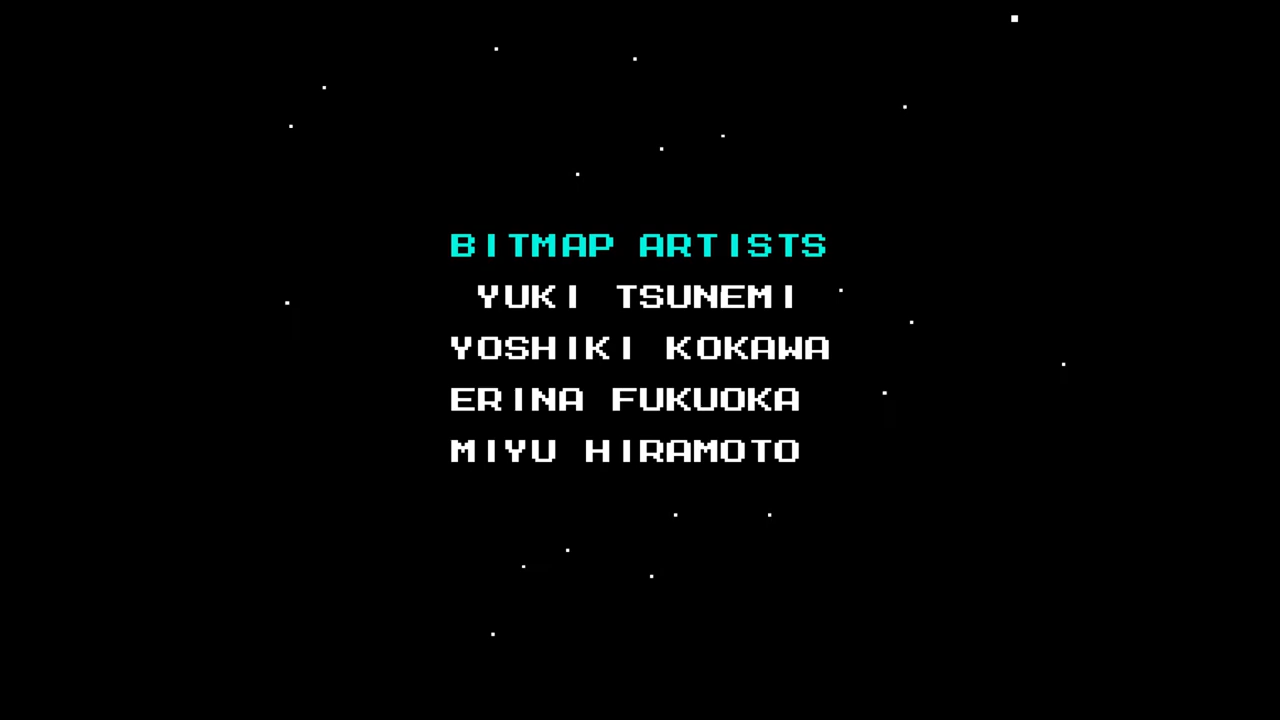 BITMAP ARTISTS
YUKI TSUNEMI
YOSHIKI KOKAWA
ERINA FUKUOKA
MIYU HIRAMOTO